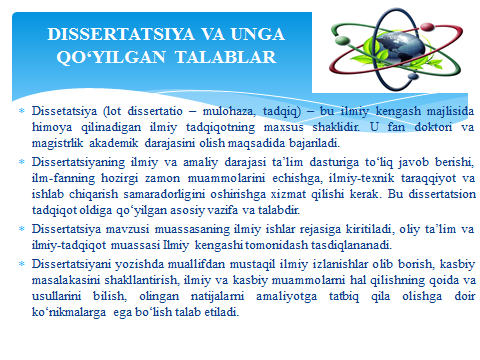 DISSERTATSIYA VA UNGA
QO‘YILGAN TALABLAR
* Dissetatsiya (lot dissertatio – mulohaza, tadqiq) – bu ilmiy kengash majlisida
himoya qilinadigan ilmiy tadqiqotning maxsus shaklidir. U fan doktori va
magistrlik akademik darajasini olish maqsadida bajariladi.
* Dissertatsiyaning ilmiy va amaliy darajasi ta’lim dasturiga to‘liq javob berishi,
ilm-fanning hozirgi zamon muammolarini echishga, ilmiy-texnik taraqqiyot va
ishlab chiqarish samaradorligini oshirishga xizmat qilishi kerak. Bu dissertatsion
tadqiqot oldiga qo‘yilgan asosiy vazifa va talabdir.
* Dissertatsiya mavzusi muassasaning ilmiy ishlar rejasiga kiritiladi, oliy ta’lim va
ilmiy-tadqiqot muassasi Ilmiy kengashi tomonidan tasdiqlananadi.
* Dissertatsiyani yozishda muallifdan mustaqil ilmiy izlanishlar olib borish, kasbiy
masalakasini shakllantirish, ilmiy va kasbiy muammolarni hal qilishning qoida va
usullarini bilish, olingan natijalarni amaliyotga tatbiq qila olishga doir
ko‘nikmalarga ega bo‘lish talab etiladi.